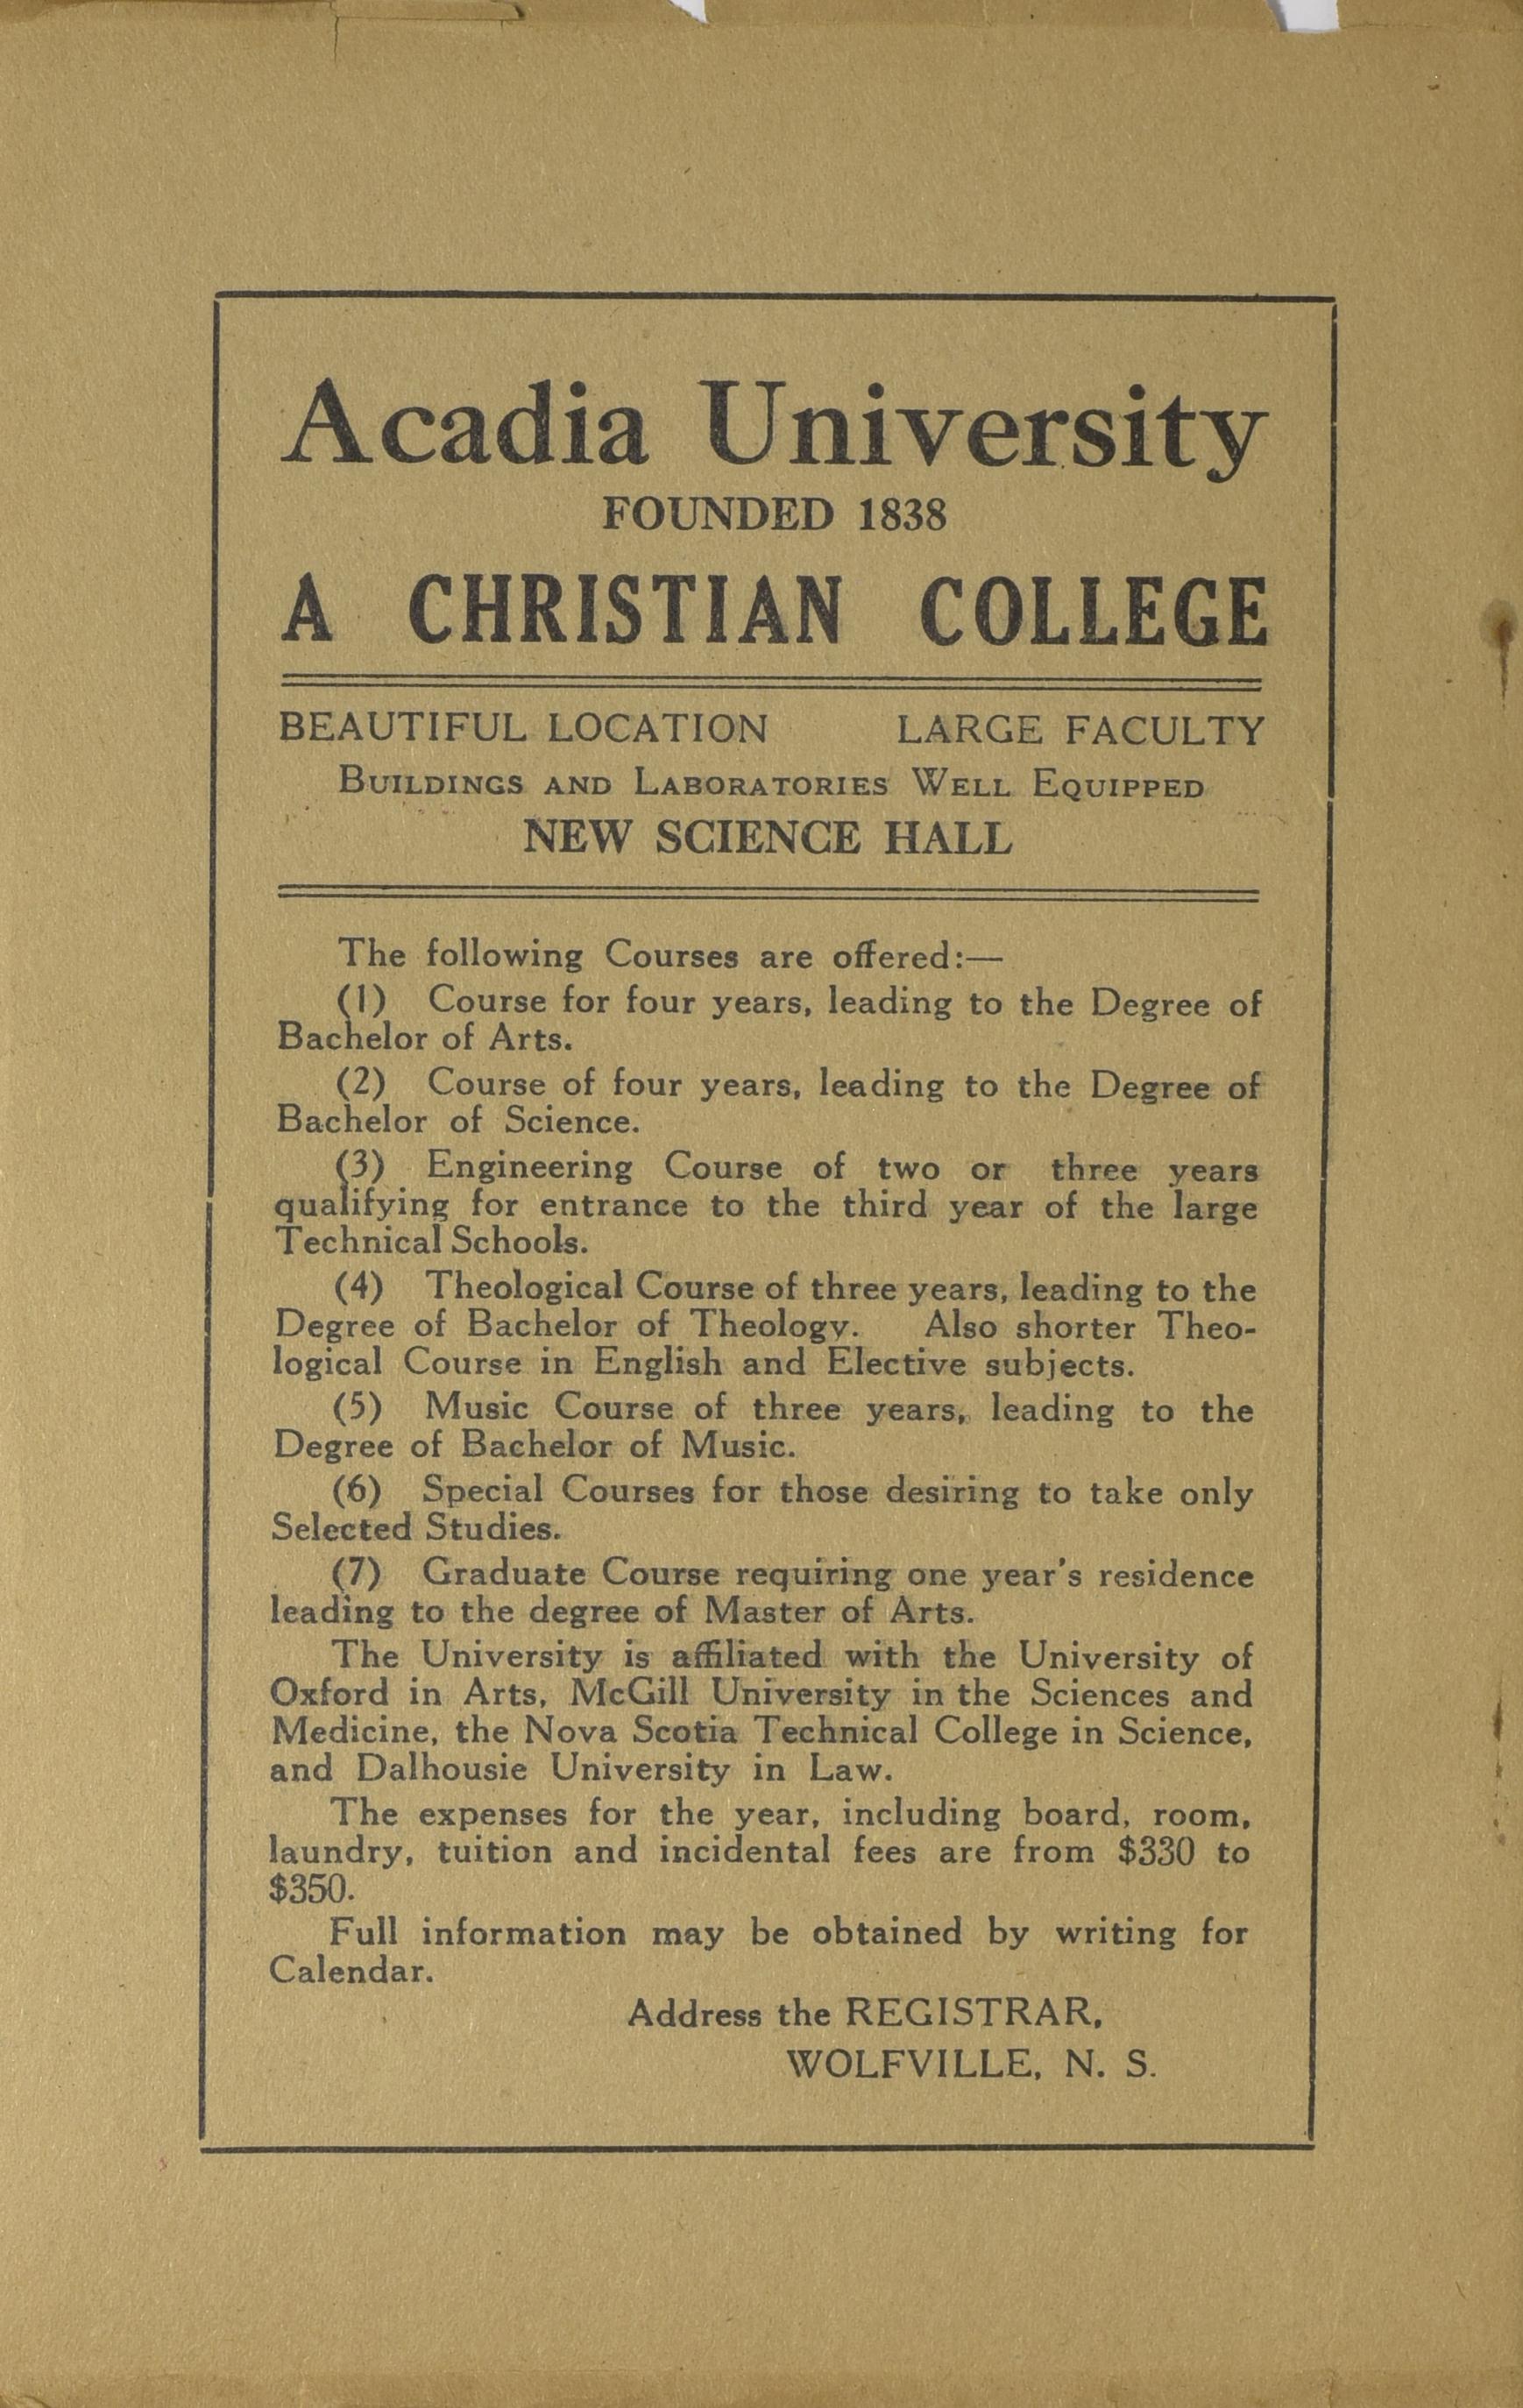 Acadia University
FOUNDED 1838
A CHRISTIAN COLLEGE
BEAUTIFUL LOCATION LARGE FACULTY
BUILDINGS AND LABORATORIES WELL EQUIPPED
NEW SCIENCE HALL
The following Courses are offered:—
(1) Course for four years, leading to the Degree of
Bachelor of Arts.
(2) Course of four years, leading to the Degree of
Bachelor of Science.
(3) Engineering Course of two or three years
qualifying for entrance to the third year of the large
Technical Schools.
(4) Theological Course of three years, leading to the
Degree of Bachelor of Theology. Also shorter Theo-
logical Course in English and Elective subjects.
(5) Music Course of three years, leading to the
Degree of Bachelor of Music.
(6) Special Courses for those desiring to take only
Selected Studies.
(7) Graduate Course requiring one year's residence
leading to the degree of Master of Arts.
The University is affiliated with the University of
Oxford in Arts, McGill University in the Sciences and
Medicine, the Nova Scotia Technical College in Science,
and Dalhousie University in Law.
The expenses for the year, including board, room,
laundry, tuition and incidental fees are from $330 to
$350.
Full information may be obtained by writing for
Calendar.
Address the REGISTRAR,
WOLFVILLE, N. S.